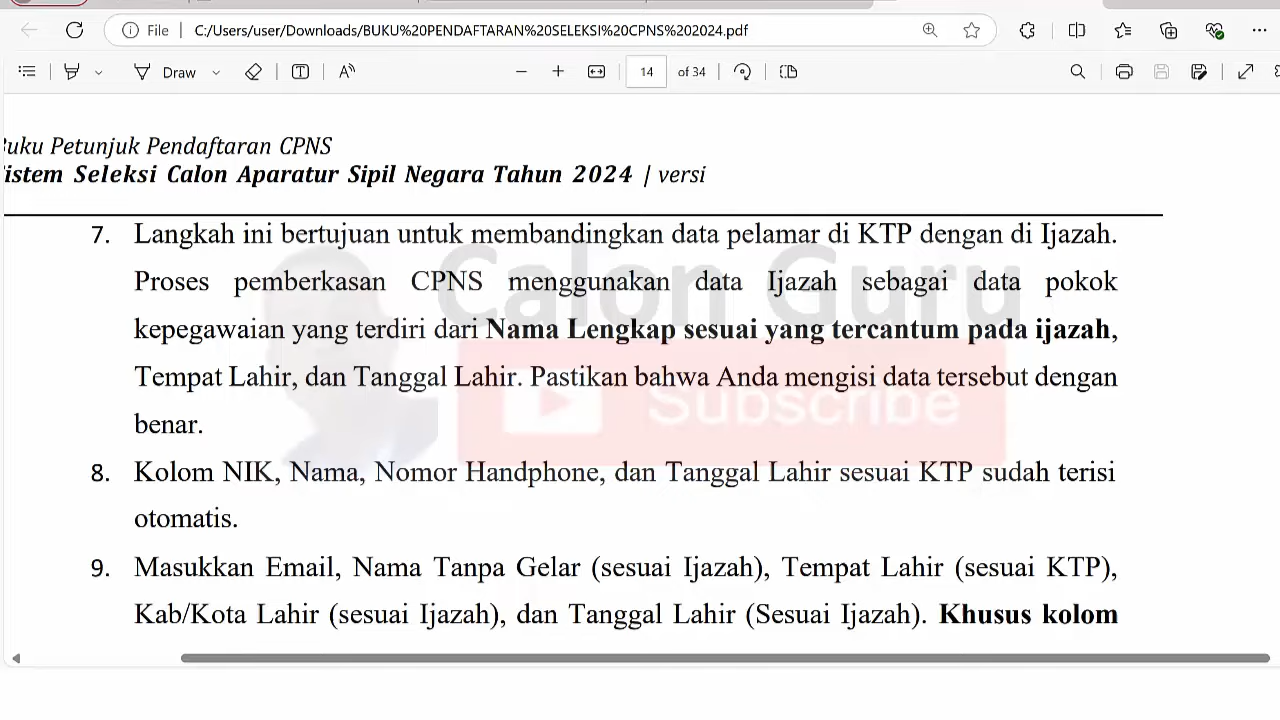 File
C:/Users/user/Downloads/BUKU%20PENDAFTARAN%20SELEKSI%20CPNS%202024.pdf
Draw
14 of 34
Buku Petunjuk Pendaftaran CPNS
Sistem Seleksi Calon Aparatur Sipil Negara Tahun 2024 | versi
7. Langkah ini bertujuan untuk membandingkan data pelamar di KTP dengan di Ijazah.
Proses pemberkasan CPNS menggunakan data Ijazah sebagai data pokok
kepegawaian yang terdiri dari Nama Lengkap sesuai yang tercantum pada ijazah,
Tempat Lahir, dan Tanggal Lahir. Pastikan bahwa Anda mengisi data tersebut dengan
benar.
8. Kolom NIK, Nama, Nomor Handphone, dan Tanggal Lahir sesuai KTP sudah terisi
otomatis.
9. Masukkan Email, Nama Tanpa Gelar (sesuai Ijazah), Tempat Lahir (sesuai KTP),
Kab/Kota Lahir (sesuai Ijazah), dan Tanggal Lahir (Sesuai Ijazah). Khusus kolom
Calon Guru
Subscribe